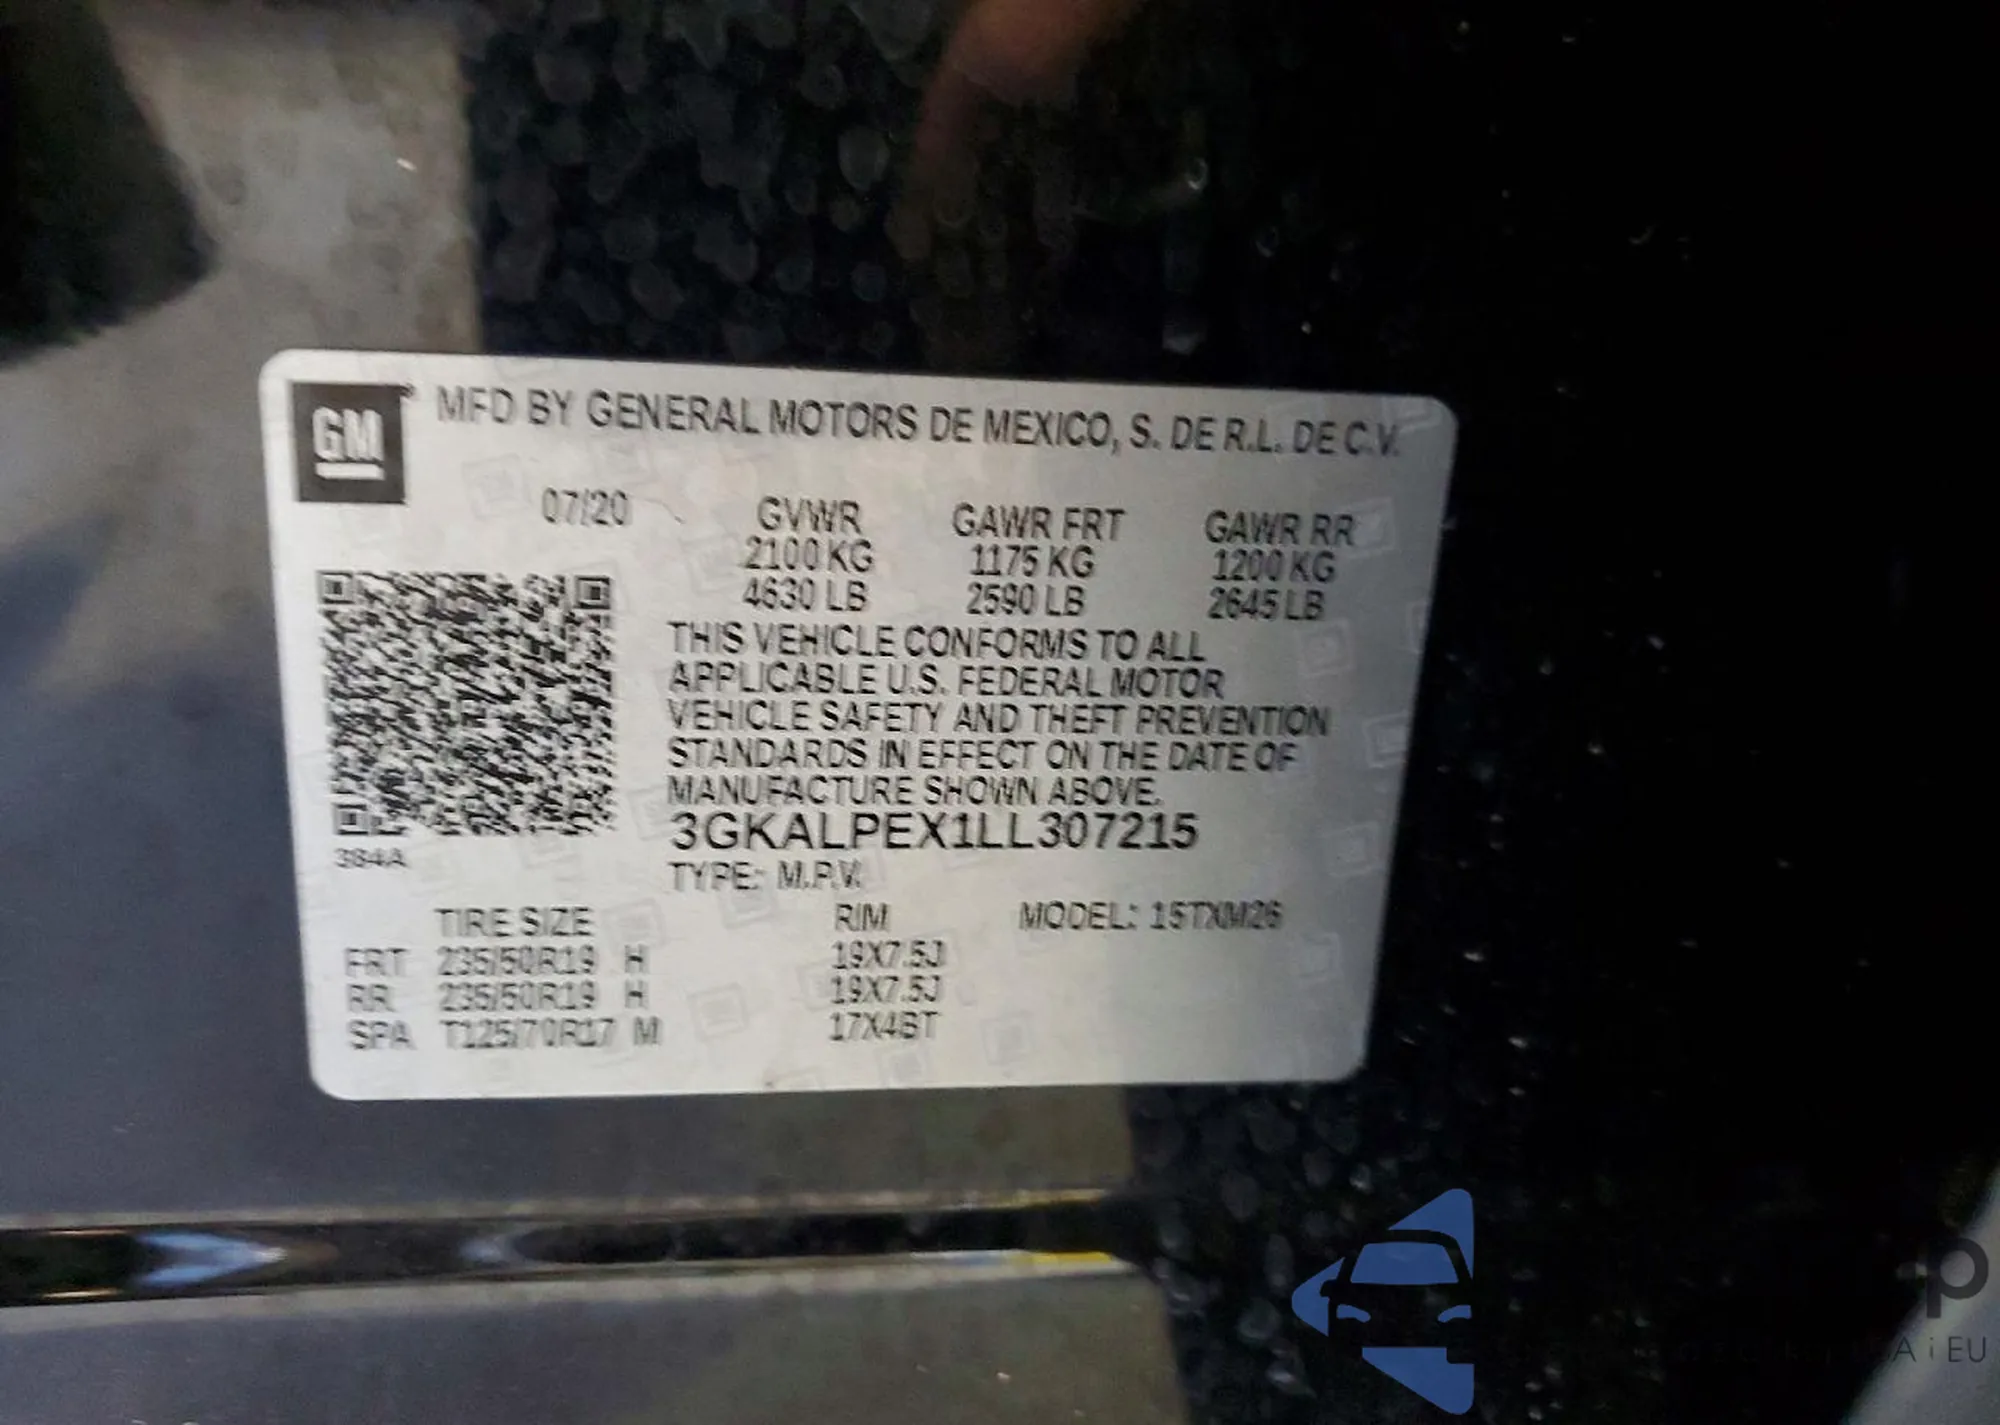 GM
MFD BY GENERAL MOTORS DE MEXICO, S. DE R.L. DE C.V.
07/20 GVWR GAWR FRT GAWR RR
2100 KG 1175 KG 1200 KG
4630 LB 2590 LB 2645 LB
THIS VEHICLE CONFORMS TO ALL
APPLICABLE U.S. FEDERAL MOTOR
VEHICLE SAFETY AND THEFT PREVENTION
STANDARDS IN EFFECT ON THE DATE OF
MANUFACTURE SHOWN ABOVE.
3GKALPEX1LL307215
384A
TYPE: M.P.V.
TIRE SIZE RIM MODEL: 15TXM26
FRT 235/50R19 H 19X7.5J
RR 235/50R19 H 19X7.5J
SPA T125/70R17 M 17X4BT
p
A i EU